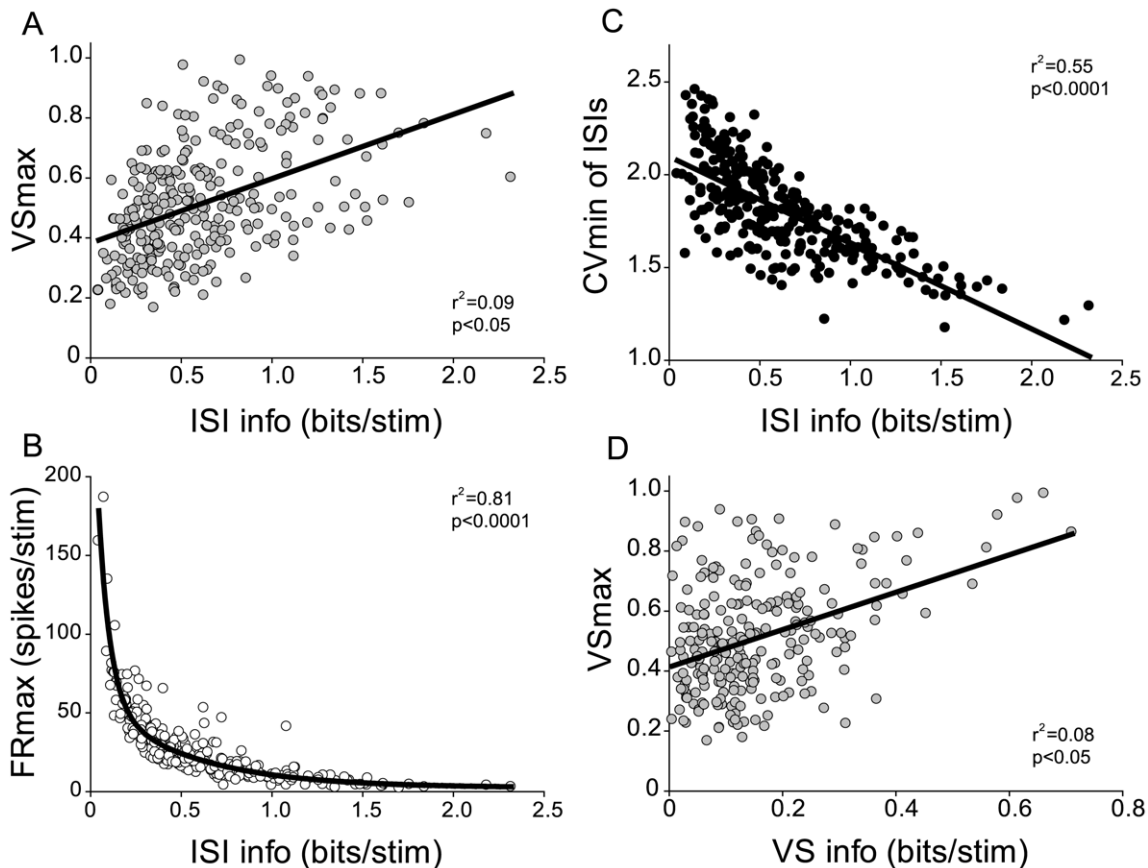 A
VSmax
1.0
0.8
0.6
0.4
0.2
0
0 0.5 1.0 1.5 2.0 2.5
ISI info (bits/stim)
r²=0.09
p<0.05
B
FRmax (spikes/stim)
200
150
100
50
0
0 0.5 1.0 1.5 2.0 2.5
ISI info (bits/stim)
r²=0.81
p<0.0001
C
CVmin of ISIs
2.5
2.0
1.5
1.0
0 0.5 1.0 1.5 2.0 2.5
ISI info (bits/stim)
r²=0.55
p<0.0001
D
VSmax
1.0
0.8
0.6
0.4
0.2
0
0 0.2 0.4 0.6 0.8
VS info (bits/stim)
r²=0.08
p<0.05